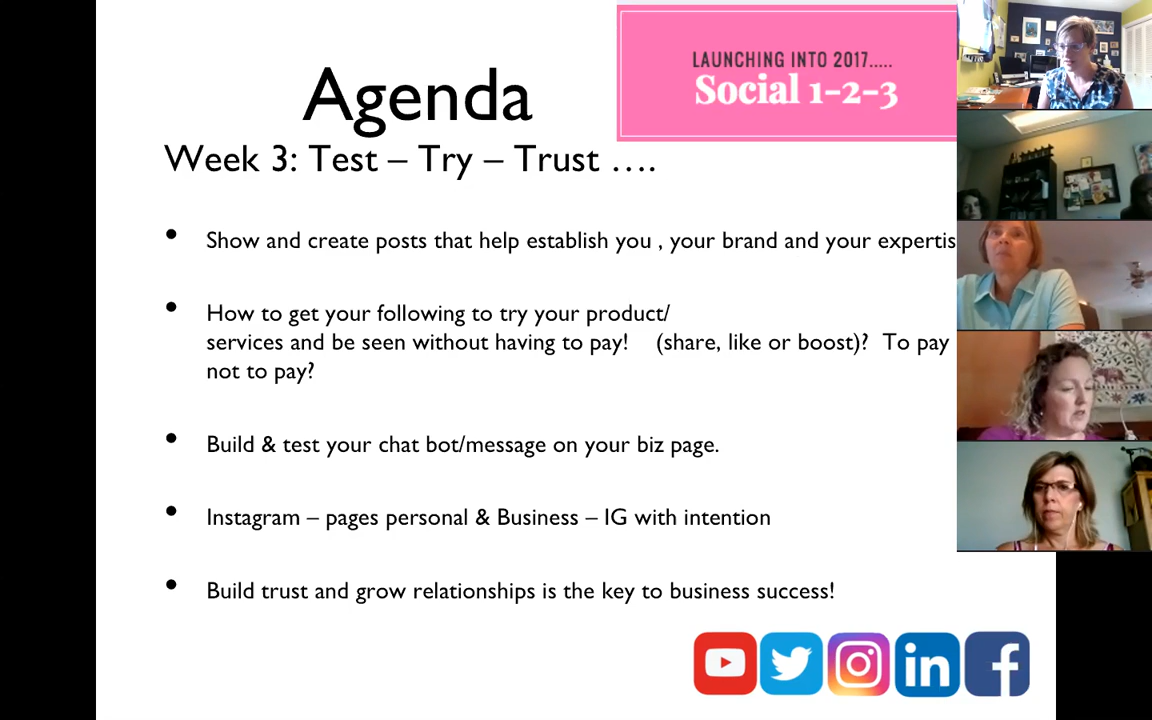 LAUNCHING INTO 2017.....
Social 1-2-3
Agenda
Week 3: Test – Try – Trust ....
• Show and create posts that help establish you , your brand and your expertis
• How to get your following to try your product/
services and be seen without having to pay! (share, like or boost)? To pay
not to pay?
• Build & test your chat bot/message on your biz page.
• Instagram – pages personal & Business – IG with intention
• Build trust and grow relationships is the key to business success!
in f